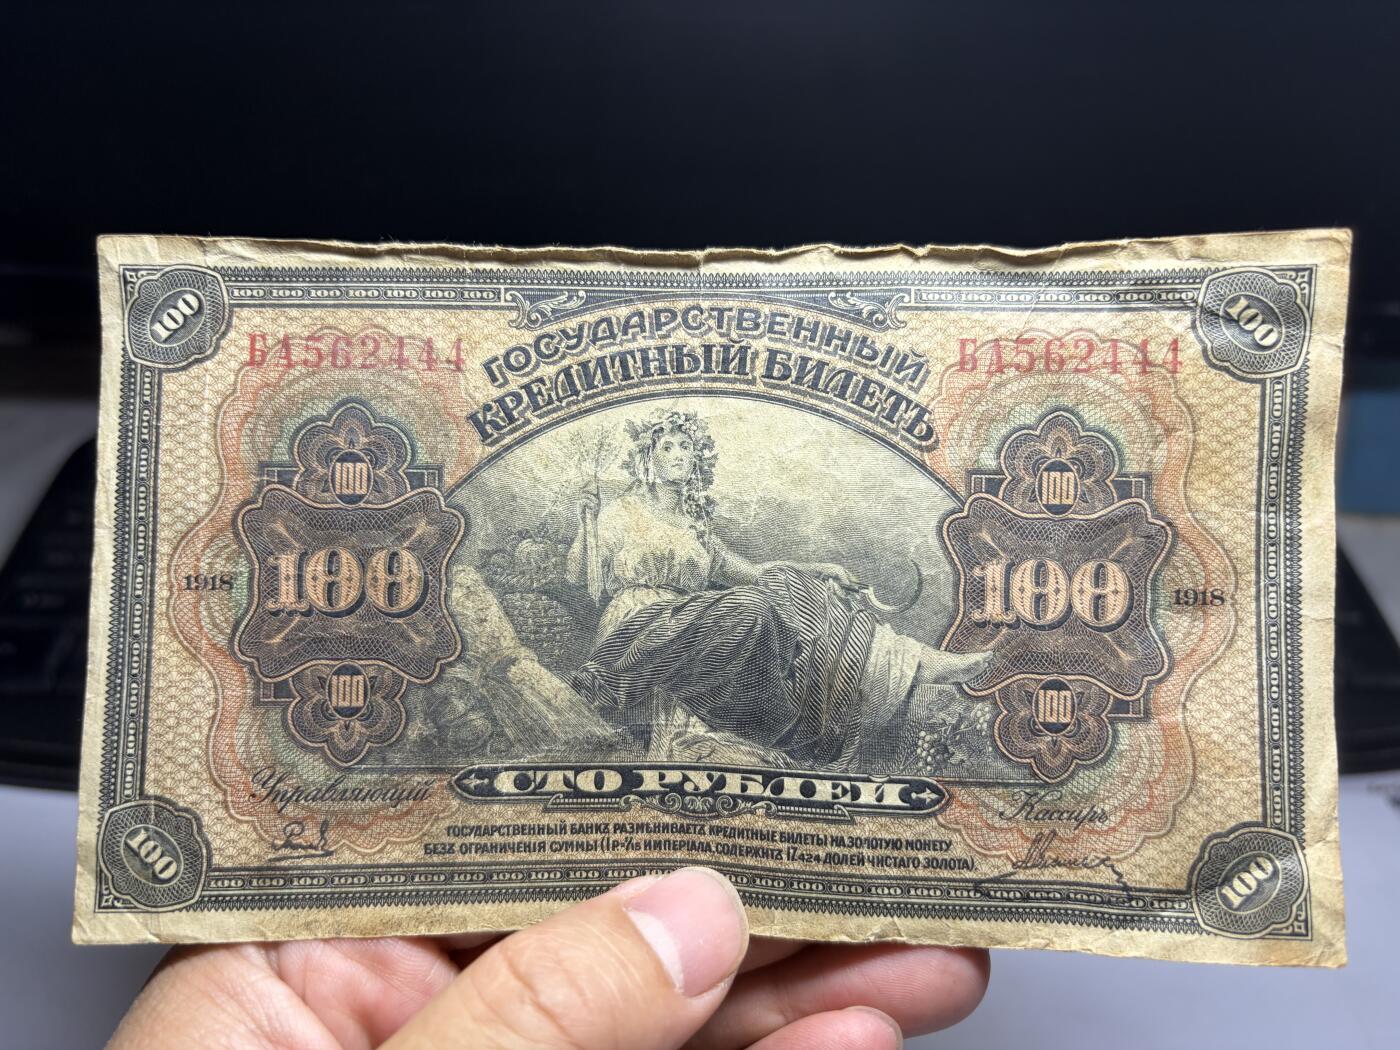 100 100
ГОСУДАРСТВЕННЫЙ
КРЕДИТНЫЙ БИЛЕТЪ
БА562444 БА562444
100 100
1918 100 100 1918
100 100
СТО РУБЛЕЙ
Управляющій Кассиръ
ГОСУДАРСТВЕННЫЙ БАНКЪ РАЗМѢНИВАЕТЪ КРЕДИТНЫЕ БИЛЕТЫ НА ЗОЛОТУЮ МОНЕТУ
БЕЗЪ ОГРАНИЧЕНІЯ СУММЫ (1 Р.=1/15 ИМПЕРІАЛА, СОДЕРЖИТЪ 17,424 ДОЛЕЙ ЧИСТАГО ЗОЛОТА)
100 100